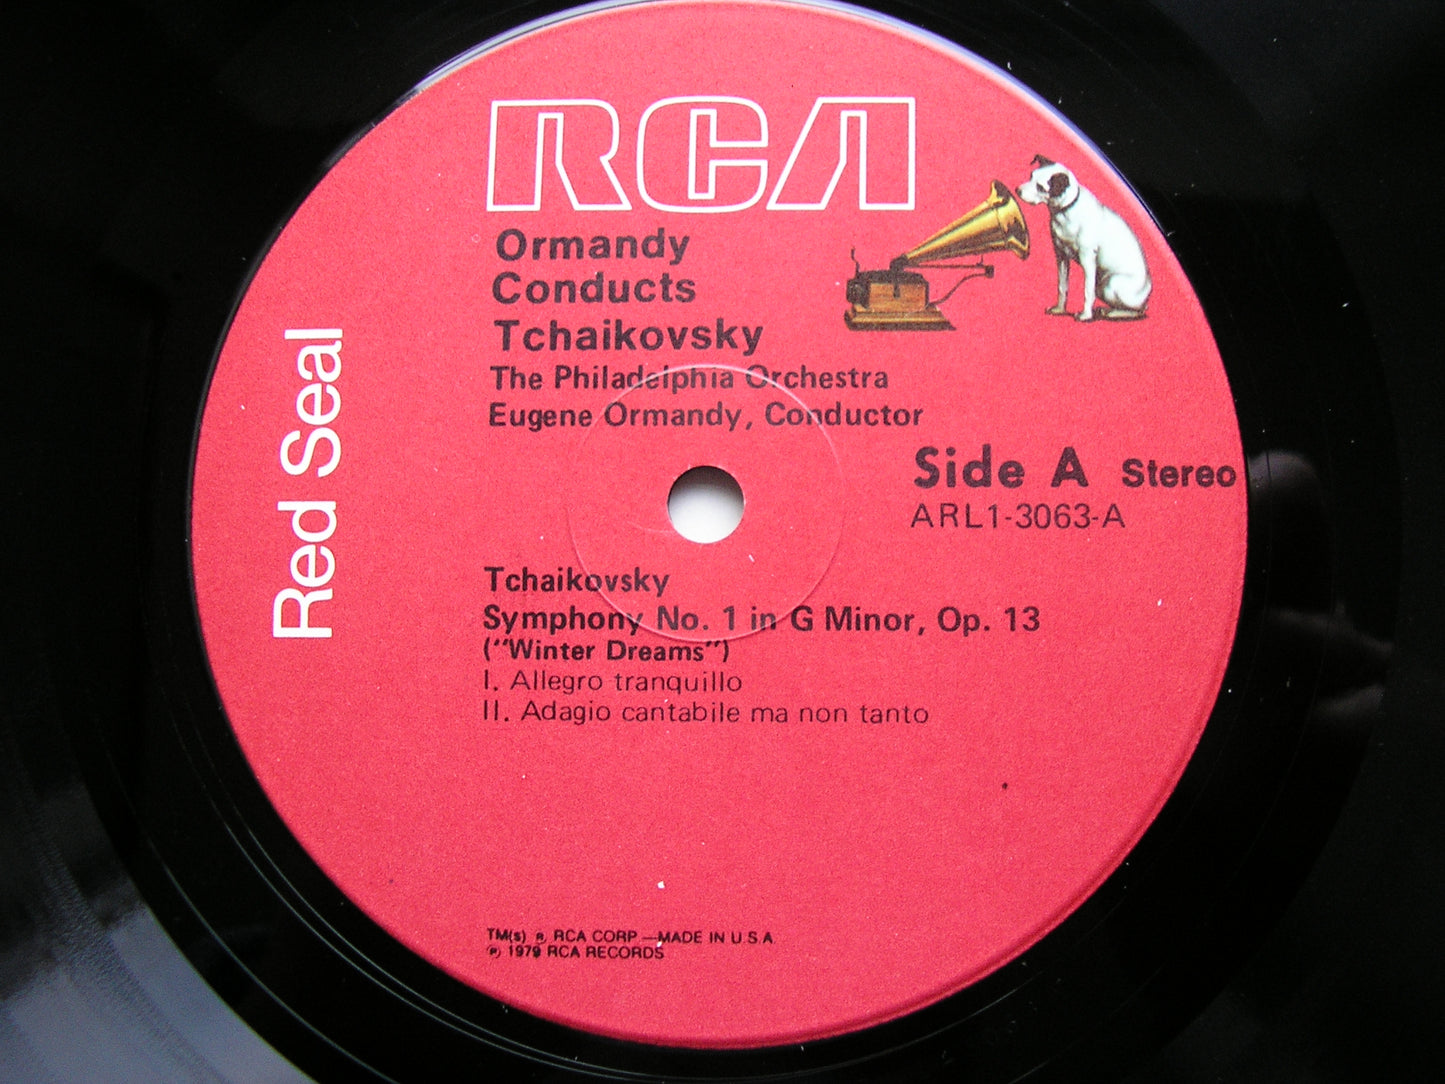 RCA
Ormandy
Conducts
Tchaikovsky
The Philadelphia Orchestra
Eugene Ormandy, Conductor
Side A Stereo
ARL1-3063-A
Red Seal
Tchaikovsky
Symphony No. 1 in G Minor, Op. 13
("Winter Dreams")
I. Allegro tranquillo
II. Adagio cantabile ma non tanto
TM(s) ® RCA CORP.—MADE IN U.S.A.
℗ 1979 RCA RECORDS